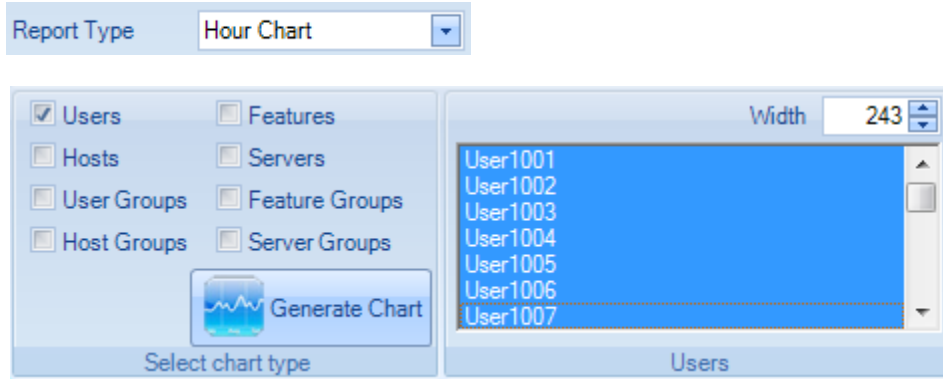 Report Type Hour Chart
Users Features
Hosts Servers
User Groups Feature Groups
Host Groups Server Groups
Generate Chart
Select chart type
Width 243
User1001
User1002
User1003
User1004
User1005
User1006
User1007
Users